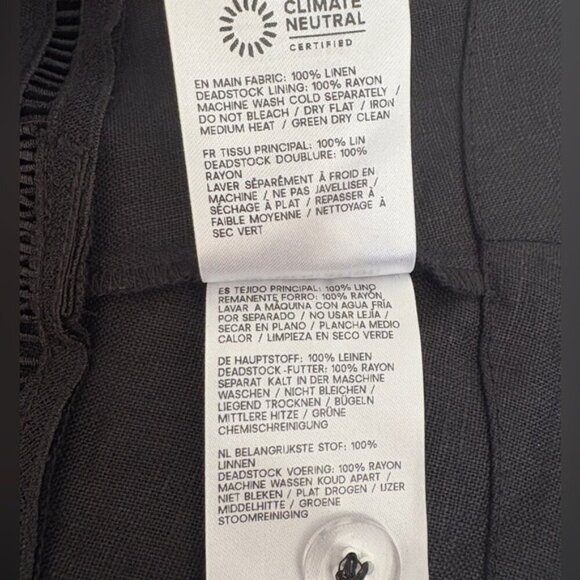 CLIMATE
NEUTRAL
CERTIFIED
EN MAIN FABRIC: 100% LINEN
DEADSTOCK LINING: 100% RAYON
MACHINE WASH COLD SEPARATELY /
DO NOT BLEACH / DRY FLAT / IRON
MEDIUM HEAT / GREEN DRY CLEAN
FR TISSU PRINCIPAL: 100% LIN
DEADSTOCK DOUBLURE: 100%
RAYON
LAVER SÉPARÉMENT À FROID EN
MACHINE / NE PAS JAVELLISER /
SÉCHAGE À PLAT / REPASSER À
FAIBLE MOYENNE / NETTOYAGE À
SEC VERT
ES TEJIDO PRINCIPAL: 100% LINO
REMANENTE FORRO: 100% RAYÓN
LAVAR A MÁQUINA CON AGUA FRÍA
POR SEPARADO / NO USAR LEJÍA /
SECAR EN PLANO / PLANCHA MEDIO
CALOR / LIMPIEZA EN SECO VERDE
DE HAUPTSTOFF: 100% LEINEN
DEADSTOCK-FUTTER: 100% RAYON
SEPARAT KALT IN DER MASCHINE
WASCHEN / NICHT BLEICHEN /
LIEGEND TROCKNEN / BÜGELN
MITTLERE HITZE / GRÜNE
CHEMISCHREINIGUNG
NL BELANGRIJKSTE STOF: 100%
LINNEN
DEADSTOCK VOERING: 100% RAYON
MACHINE WASSEN KOUD APART /
NIET BLEKEN / PLAT DROGEN / IJZER
MIDDELHITTE / GROENE
STOOMREINIGING